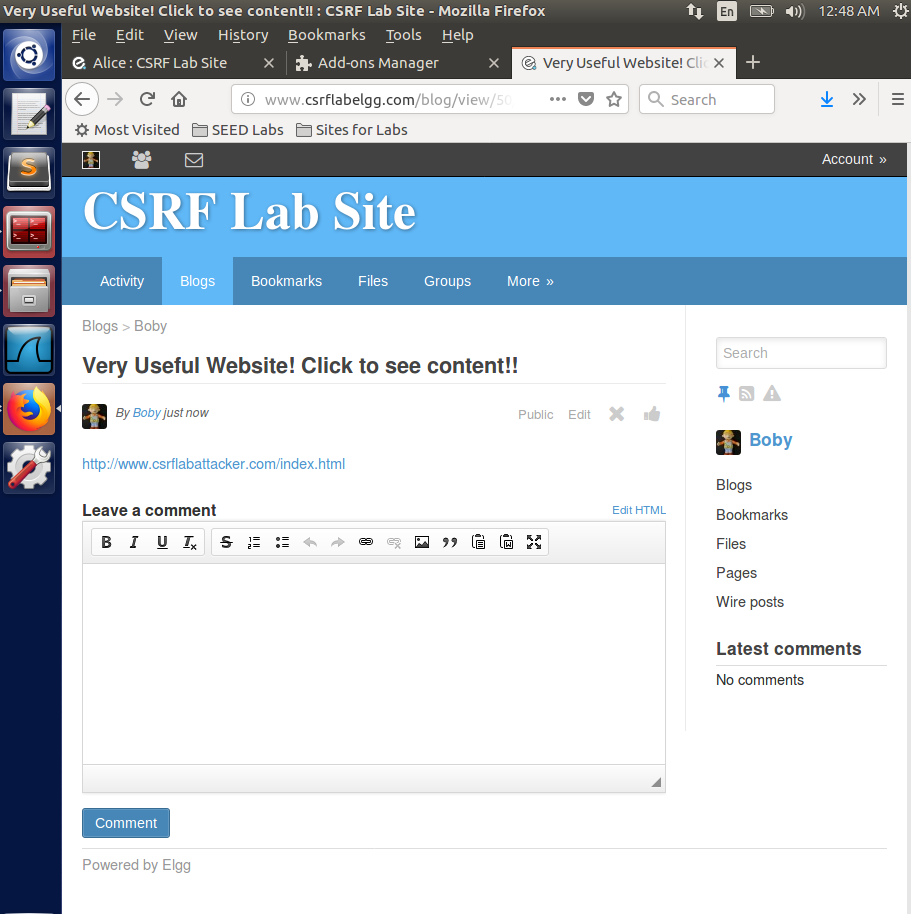 Very Useful Website! Click to see content!! : CSRF Lab Site - Mozilla Firefox En 12:48 AM
File Edit View History Bookmarks Tools Help
Alice : CSRF Lab Site Add-ons Manager Very Useful Website! Clic
www.csrflabelgg.com/blog/view/50 Search
Most Visited SEED Labs Sites for Labs
Account »
CSRF Lab Site
Activity Blogs Bookmarks Files Groups More »
Blogs > Boby
Search
Very Useful Website! Click to see content!!
By Boby just now Public Edit
Boby
http://www.csrflabattacker.com/index.html
Blogs
Leave a comment Edit HTML
Bookmarks
B I U Tx S
Files
Pages
Wire posts
Latest comments
No comments
Comment
Powered by Elgg